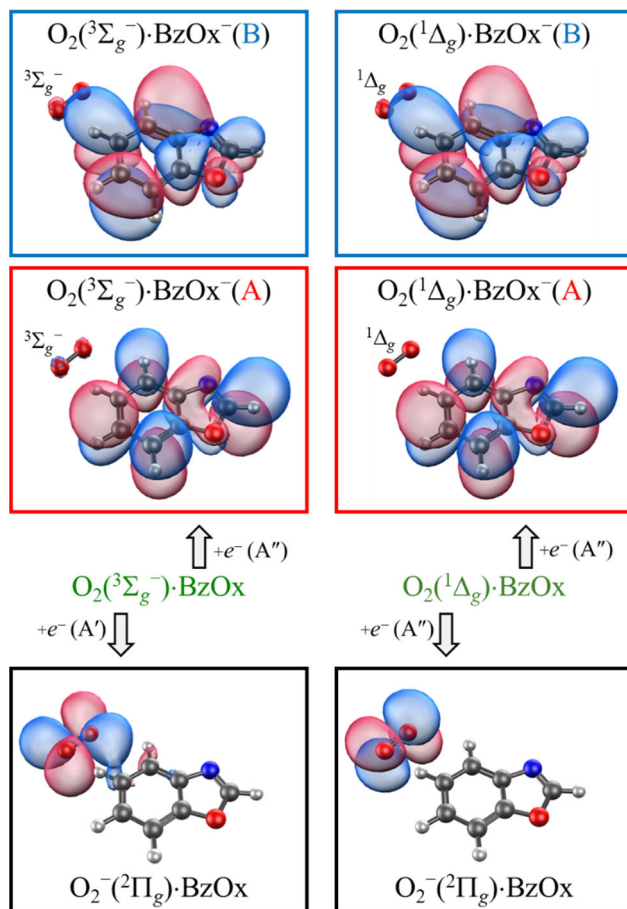 O₂(³Σg⁻)·BzOx⁻(B)
³Σg⁻
O₂(¹Δg)·BzOx⁻(B)
¹Δg
O₂(³Σg⁻)·BzOx⁻(A)
³Σg⁻
O₂(¹Δg)·BzOx⁻(A)
¹Δg
+e⁻ (A″)
+e⁻ (A″)
O₂(³Σg⁻)·BzOx
O₂(¹Δg)·BzOx
+e⁻ (A′)
+e⁻ (A″)
O₂⁻(²Πg)·BzOx
O₂⁻(²Πg)·BzOx